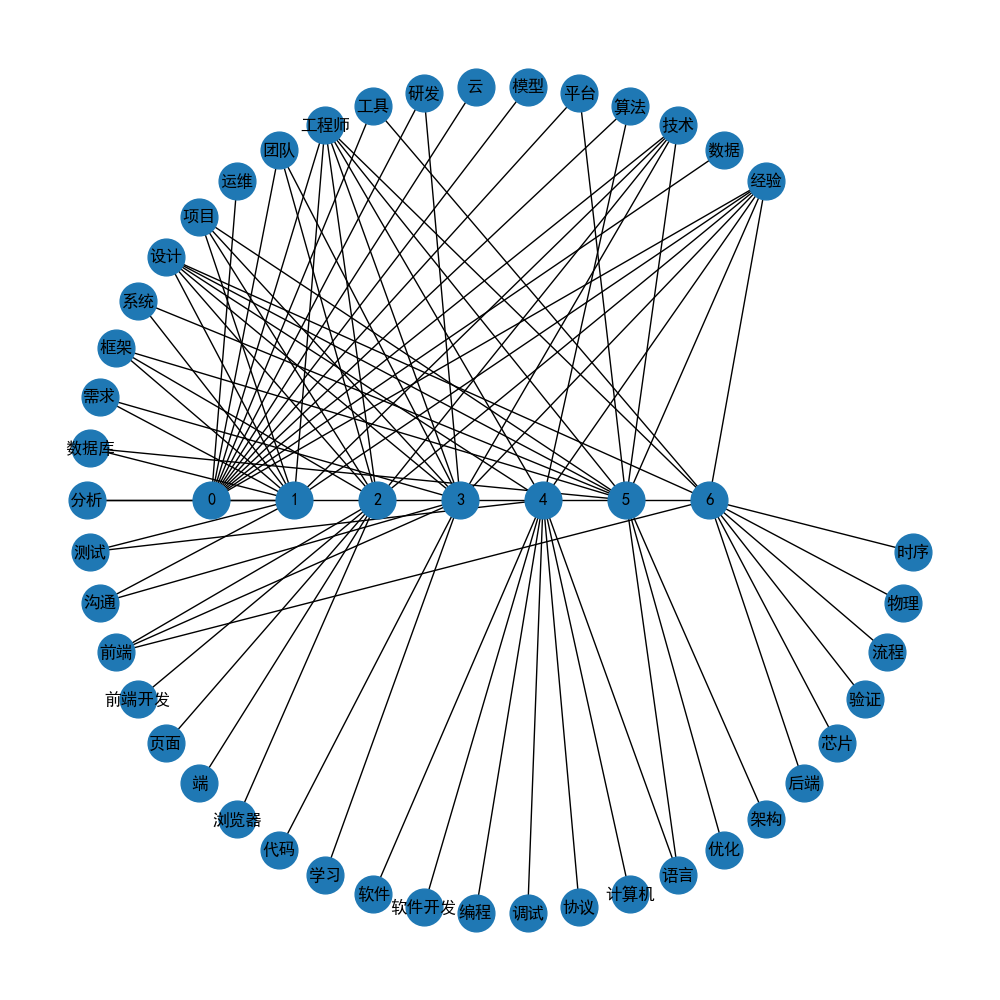 云
模型
研发
平台
工具
算法
工程师
技术
团队
数据
运维
经验
项目
设计
系统
框架
需求
数据库
分析
0
1
2
3
4
5
6
测试
时序
沟通
物理
前端
流程
前端开发
验证
页面
芯片
端
后端
浏览器
架构
代码
优化
学习
语言
软件
计算机
软件开发
协议
编程
调试